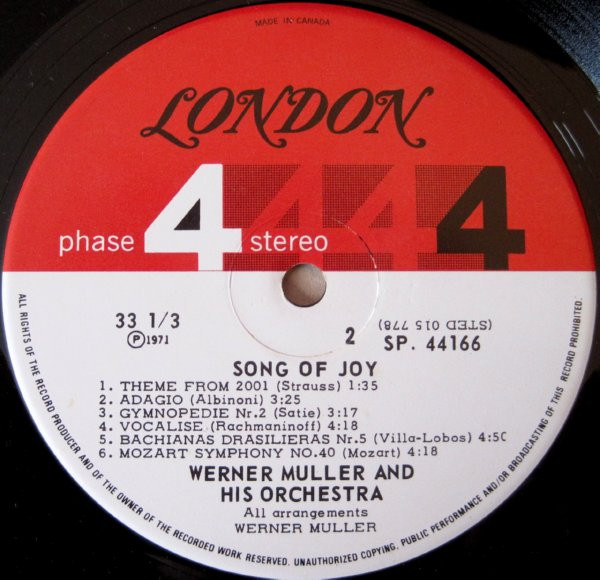 MADE IN CANADA
LONDON
phase 4 stereo 4 4 4
33 1/3
Ⓟ1971
2
(STED 015 778)
SP. 44166
SONG OF JOY
1. THEME FROM 2001 (Strauss) 1:35
2. ADAGIO (Albinoni) 3:25
3. GYMNOPEDIE Nr.2 (Satie) 3:17
4. VOCALISE (Rachmaninoff) 4:18
5. BACHIANAS DRASILIERAS Nr.5 (Villa-Lobos) 4:50
6. MOZART SYMPHONY NO.40 (Mozart) 4:18
WERNER MULLER AND
HIS ORCHESTRA
All arrangements
WERNER MULLER
ALL RIGHTS OF THE RECORD PRODUCER AND/OR OF THE OWNER OF THE RECORDED WORK RESERVED. UNAUTHORIZED COPYING, PUBLIC PERFORMANCE AND/OR BROADCASTING OF THIS RECORD PROHIBITED.